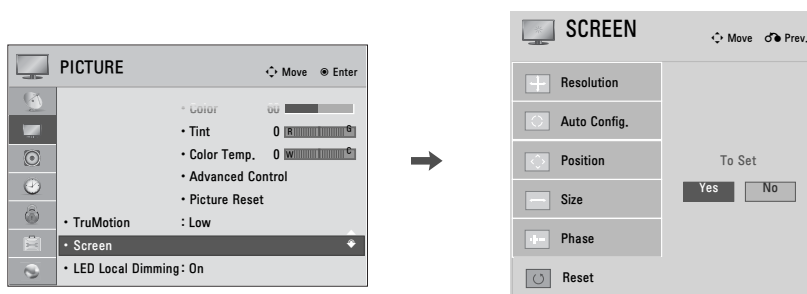 PICTURE
Move Enter
• Color 60
• Tint 0 R G
• Color Temp. 0 W C
• Advanced Control
• Picture Reset
• TruMotion : Low
• Screen
• LED Local Dimming: On
SCREEN
Move Prev.
Resolution
Auto Config.
Position
Size
Phase
Reset
To Set
Yes No